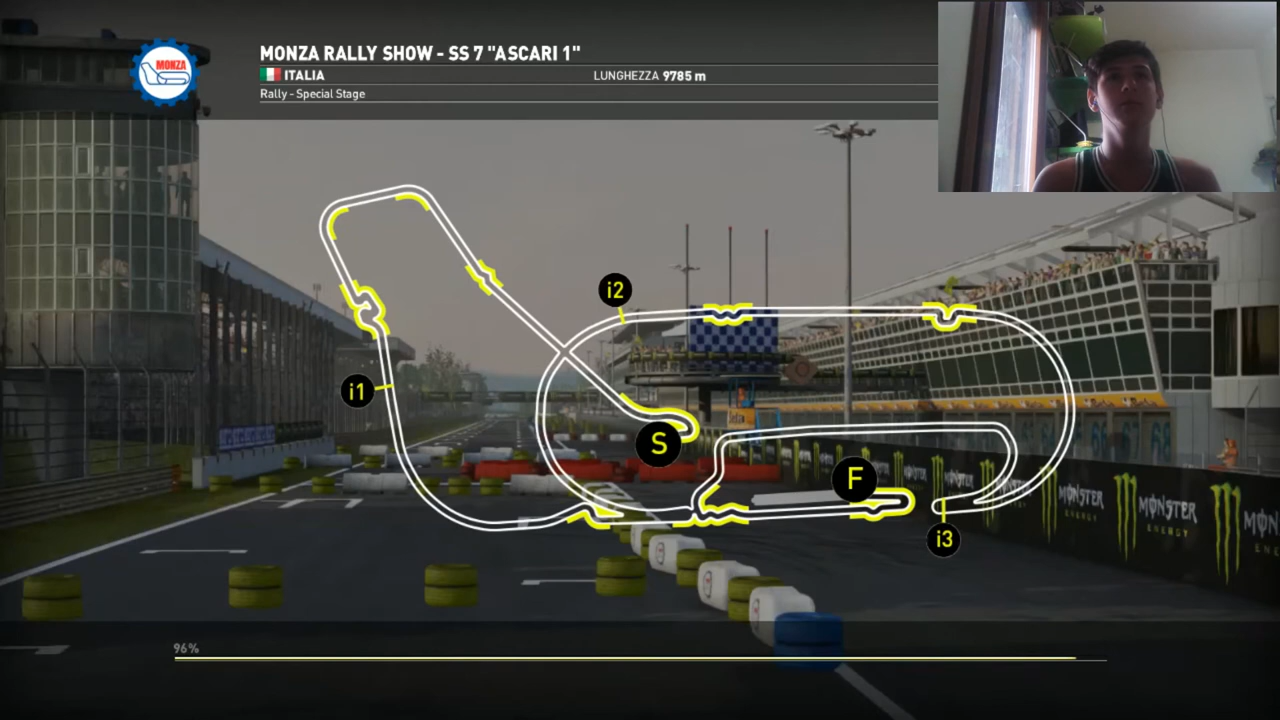 MONZA RALLY SHOW - SS 7 "ASCARI 1"
MONZA
ITALIA
LUNGHEZZA 9785 m
Rally - Special Stage
i2
i1
S
F
i3
MONSTER
ENERGY
MONSTER
ENERGY
96%